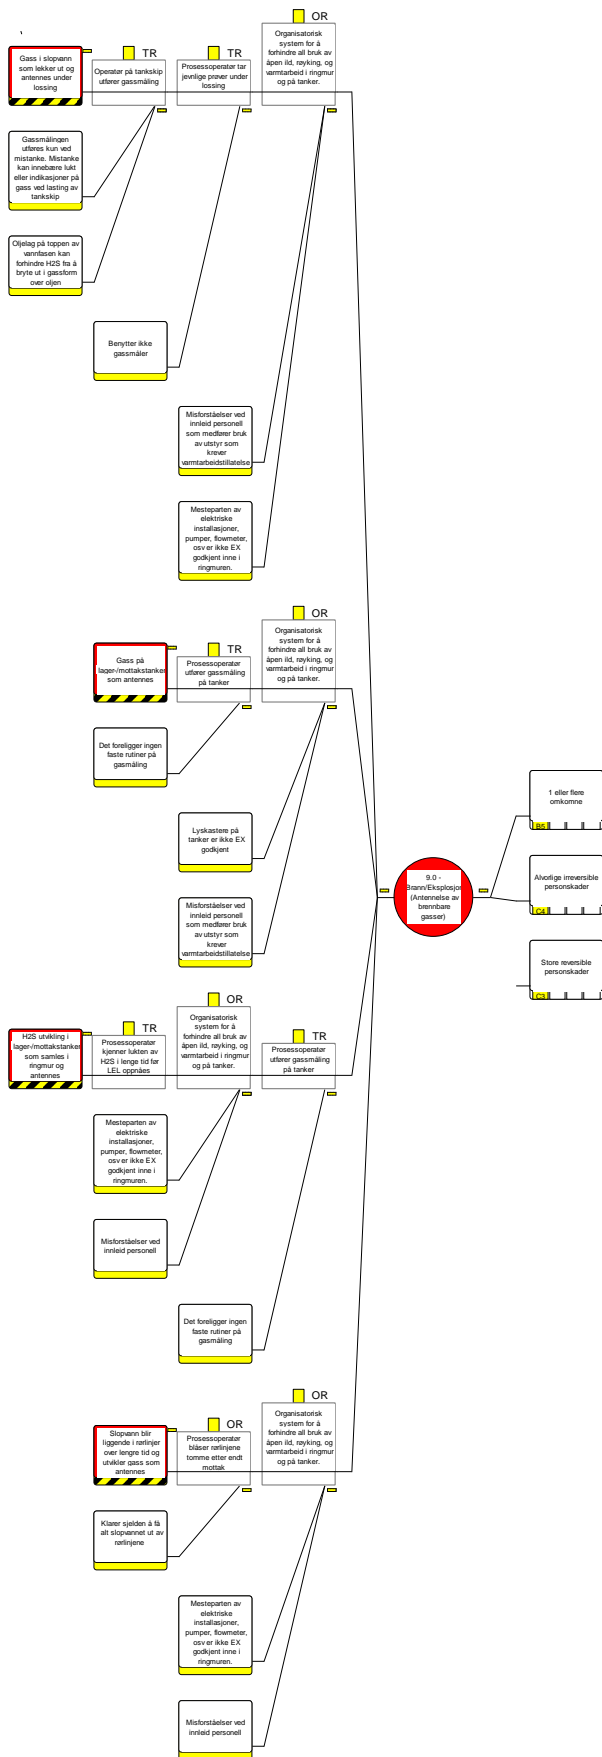 OR
TR
TR
Gass i slopvann
som lekker ut og
antennes under
lossing
Operatør på tankskip
utfører gassmåling
Prosessoperatør tar
jevnlige prøver under
lossing
Organisatorisk
system for å
forhindre all bruk av
åpen ild, røyking, og
varmtarbeid i ringmur
og på tanker.
Gassmålingen
utføres kun ved
mistanke. Mistanke
kan innebære lukt
eller indikasjoner på
gass ved lasting av
tankskip
Oljelag på toppen av
vannfasen kan
forhindre H2S fra å
bryte ut i gassform
over oljen
Benytter ikke
gassmåler
Misforståelser ved
innleid personell
som medfører bruk
av utstyr som
krever
varmtarbeidstillatelse
Mesteparten av
elektriske
installasjoner,
pumper, flowmeter,
osv er ikke EX
godkjent inne i
ringmuren.
OR
TR
Gass på
lager-/mottakstanker
som antennes
Prosessoperatør
utfører gassmåling
på tanker
Organisatorisk
system for å
forhindre all bruk av
åpen ild, røyking, og
varmtarbeid i ringmur
og på tanker.
Det foreligger ingen
faste rutiner på
gasmåling
Lyskastere på
tanker er ikke EX
godkjent
Misforståelser ved
innleid personell
som medfører bruk
av utstyr som
krever
varmtarbeidstillatelse
9.0 -
Brann/Eksplosjon
(Antennelse av
brennbare
gasser)
1 eller flere
omkomne
B5
Alvorlige irreversible
personskader
C4
Store reversible
personskader
C3
TR
OR
TR
H2S utvikling i
lager-/mottakstanker
som samles i
ringmur og
antennes
Prosessoperatør
kjenner lukten av
H2S i lenge tid før
LEL oppnåes
Organisatorisk
system for å
forhindre all bruk av
åpen ild, røyking, og
varmtarbeid i ringmur
og på tanker.
Prosessoperatør
utfører gassmåling
på tanker
Mesteparten av
elektriske
installasjoner,
pumper, flowmeter,
osv er ikke EX
godkjent inne i
ringmuren.
Misforståelser ved
innleid personell
Det foreligger ingen
faste rutiner på
gasmåling
OR
OR
Slopvann blir
liggende i rørlinjer
over lengre tid og
utvikler gass som
antennes
Prosessoperatør
blåser rørlinjene
tomme etter endt
mottak
Organisatorisk
system for å
forhindre all bruk av
åpen ild, røyking, og
varmtarbeid i ringmur
og på tanker.
Klarer sjelden å få
alt slopvannet ut av
rørlinjene
Mesteparten av
elektriske
installasjoner,
pumper, flowmeter,
osv er ikke EX
godkjent inne i
ringmuren.
Misforståelser ved
innleid personell